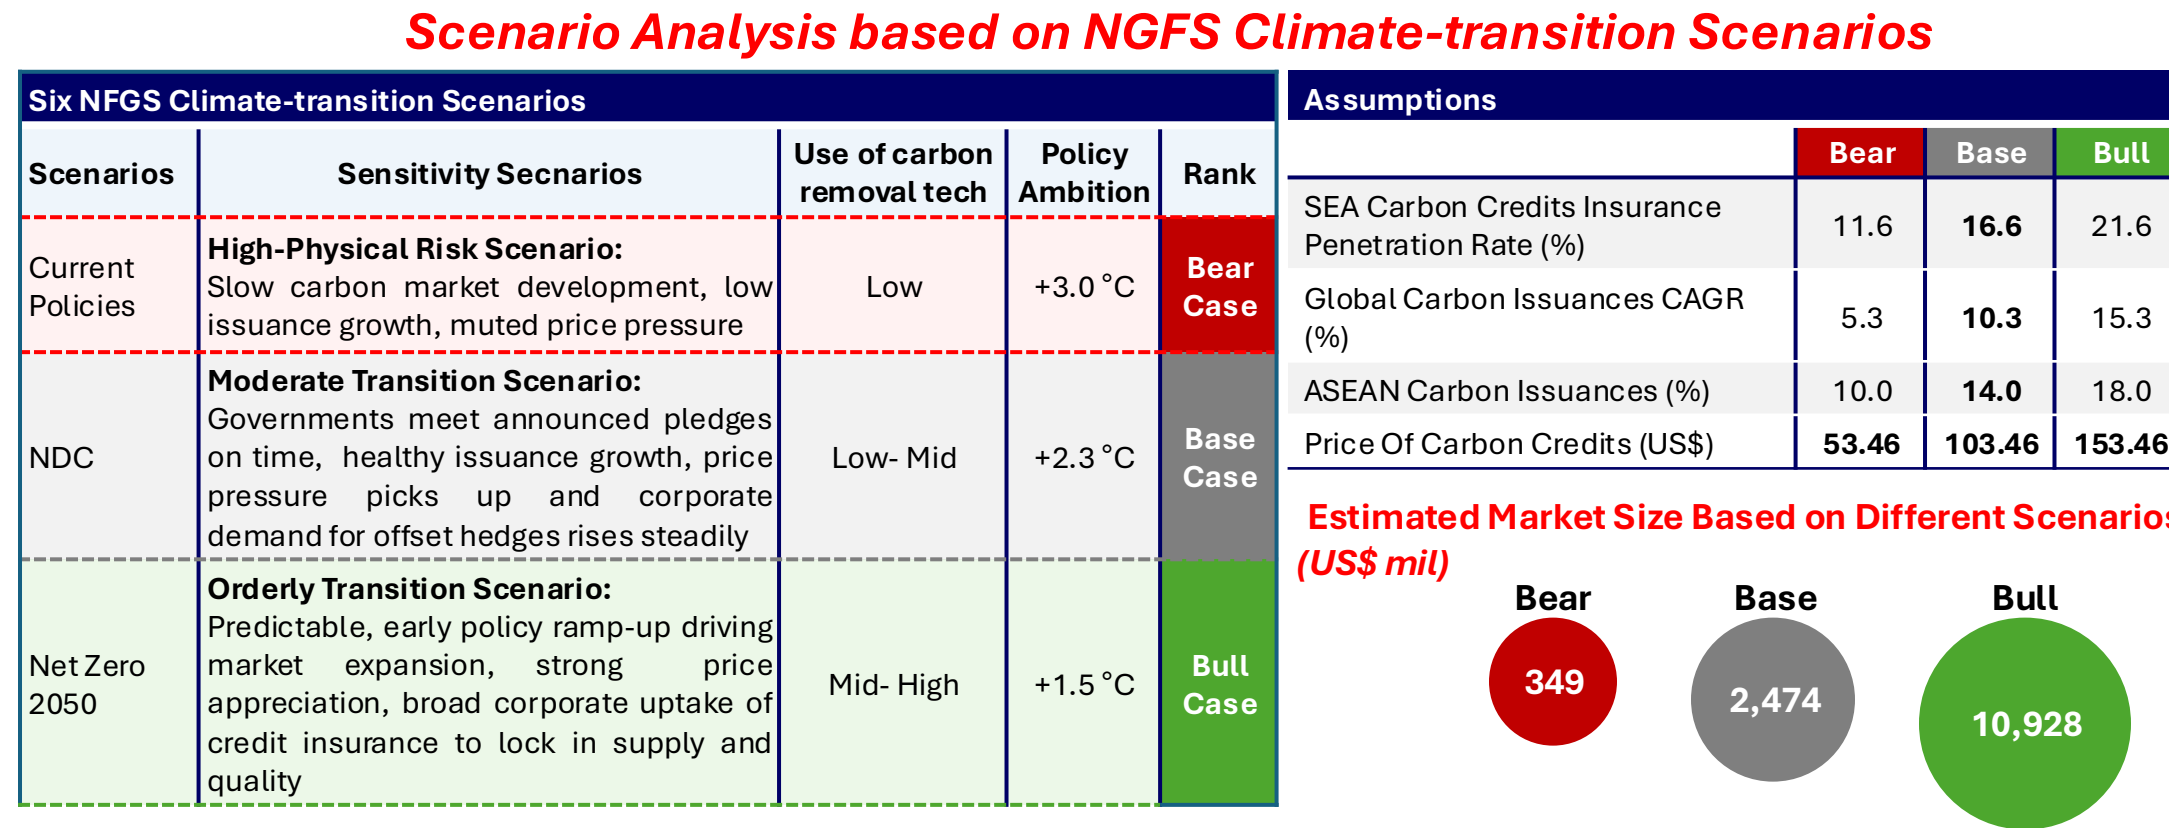 Scenario Analysis based on NGFS Climate-transition Scenarios
Six NFGS Climate-transition Scenarios
Scenarios
Sensitivity Secnarios
Use of carbon
removal tech
Policy
Ambition
Rank
Current
Policies
High-Physical Risk Scenario:
Slow carbon market development, low
issuance growth, muted price pressure
Low
+3.0 °C
Bear
Case
NDC
Moderate Transition Scenario:
Governments meet announced pledges
on time, healthy issuance growth, price
pressure picks up and corporate
demand for offset hedges rises steadily
Low- Mid
+2.3 °C
Base
Case
Net Zero
2050
Orderly Transition Scenario:
Predictable, early policy ramp-up driving
market expansion, strong price
appreciation, broad corporate uptake of
credit insurance to lock in supply and
quality
Mid- High
+1.5 °C
Bull
Case
Assumptions
Bear Base Bull
SEA Carbon Credits Insurance
Penetration Rate (%)
11.6 16.6 21.6
Global Carbon Issuances CAGR
(%)
5.3 10.3 15.3
ASEAN Carbon Issuances (%) 10.0 14.0 18.0
Price Of Carbon Credits (US$) 53.46 103.46 153.46
Estimated Market Size Based on Different Scenarios
(US$ mil)
Bear Base Bull
349 2,474 10,928